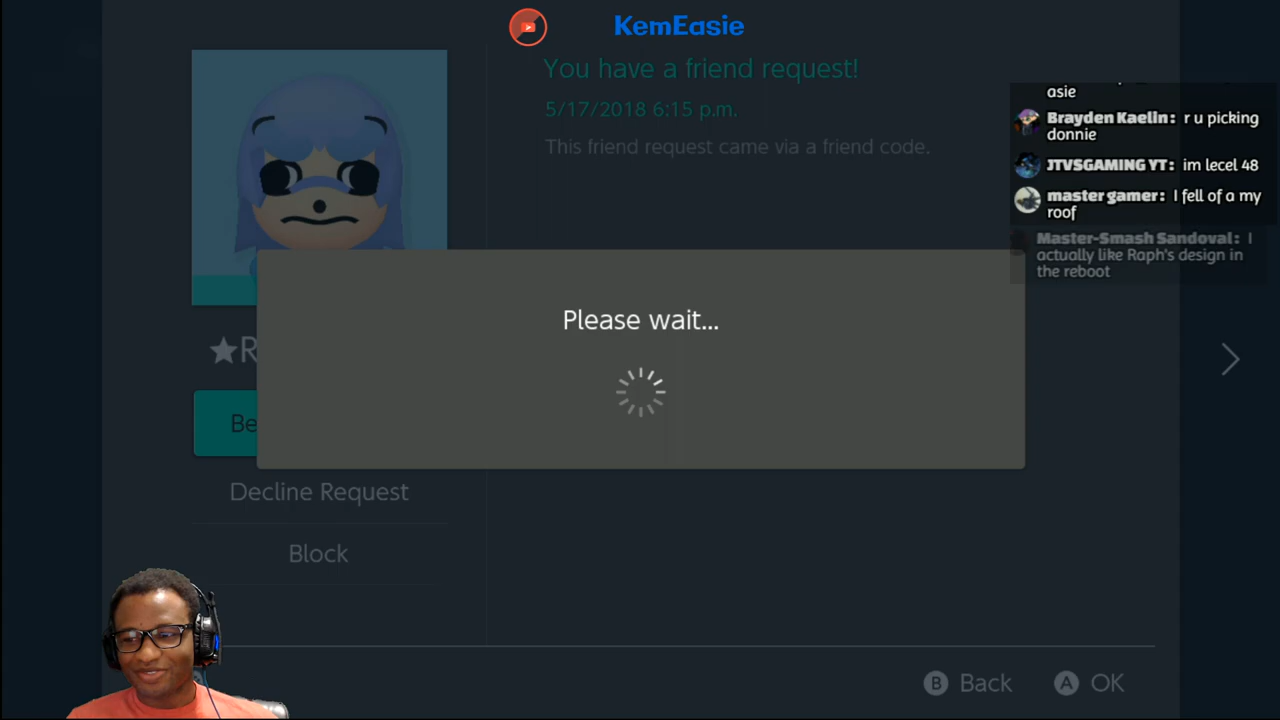 KemEasie
You have a friend request!
5/17/2018 6:15 p.m.
This friend request came via a friend code.
asie
Brayden Kaelin: r u picking
donnie
JTVSGAMING YT: im lecel 48
master gamer: I fell of a my
roof
Master-Smash Sandoval: I
actually like Raph's design in
the reboot
Please wait...
★R
Be
Decline Request
Block
B Back
A OK